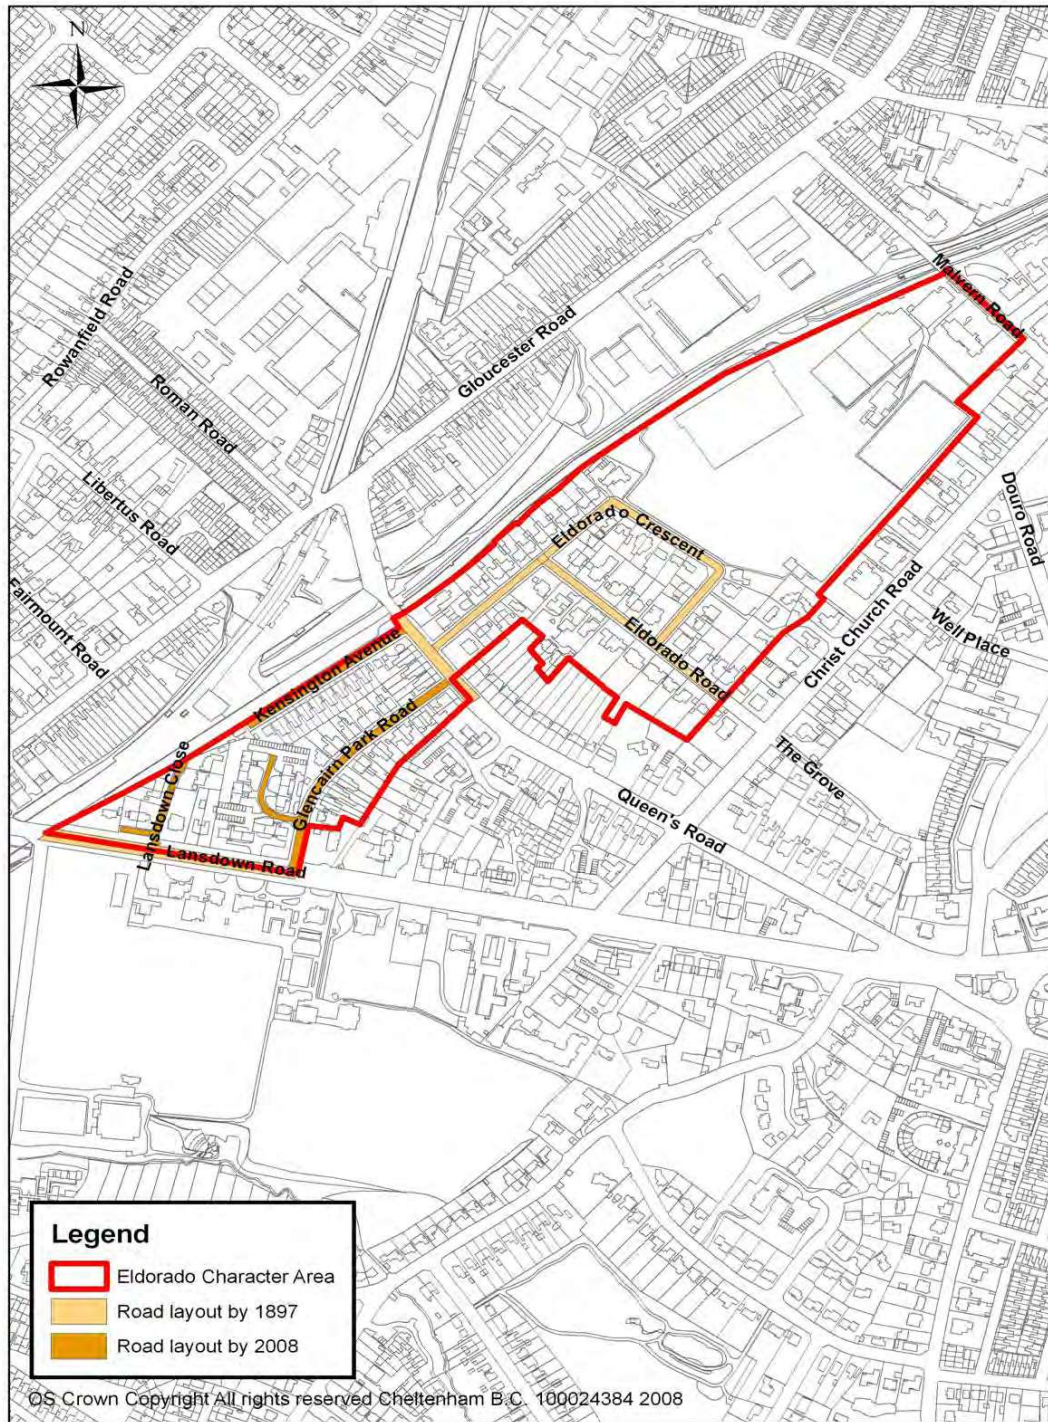 N
Malvern Road
Rowanfield Road
Gloucester Road
Roman Road
Libertus Road
Douro Road
Eldorado Crescent
Fairmount Road
Christ Church Road
Well Place
Eldorado Road
Kensington Avenue
Glencairn Park Road
The Grove
Lansdown Close
Queen's Road
Lansdown Road
Legend
Eldorado Character Area
Road layout by 1897
Road layout by 2008
OS Crown Copyright All rights reserved Cheltenham B.C. 100024384 2008